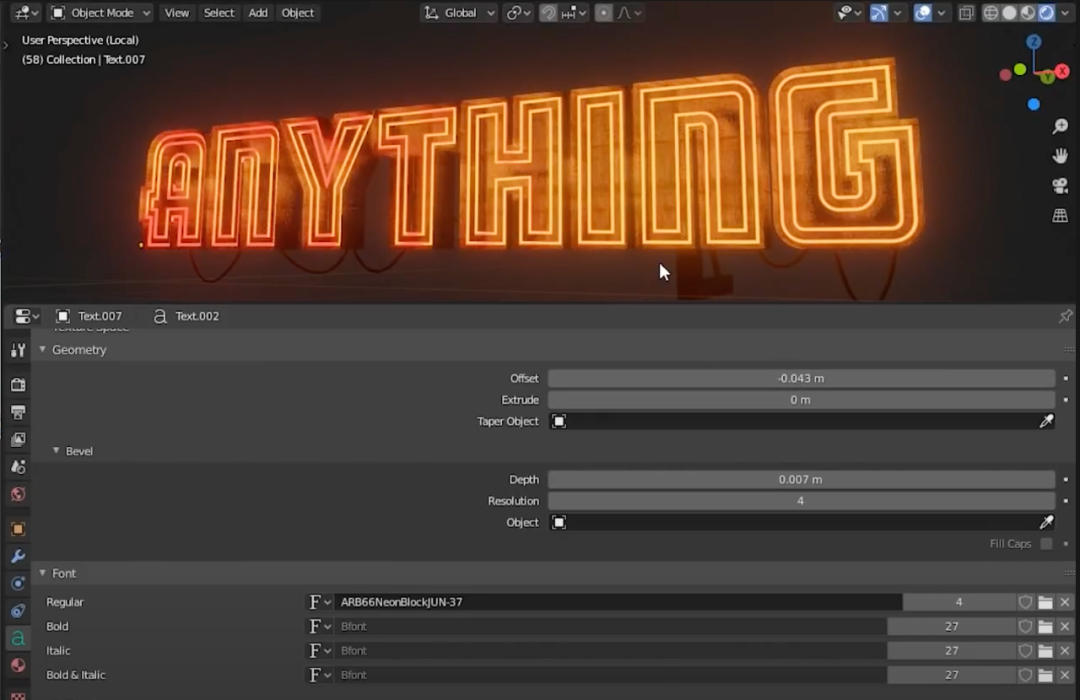 Object Mode View Select Add Object Global
User Perspective (Local)
(58) Collection | Text.007
Z
X
Y
ANYTHING
Text.007 a Text.002
Texture Space
Geometry
Offset -0.043 m
Extrude 0 m
Taper Object
Bevel
Depth 0.007 m
Resolution 4
Object
Fill Caps
Font
Regular F ARB66NeonBlockJUN-37 4
Bold F Bfont 27
Italic F Bfont 27
Bold & Italic F Bfont 27